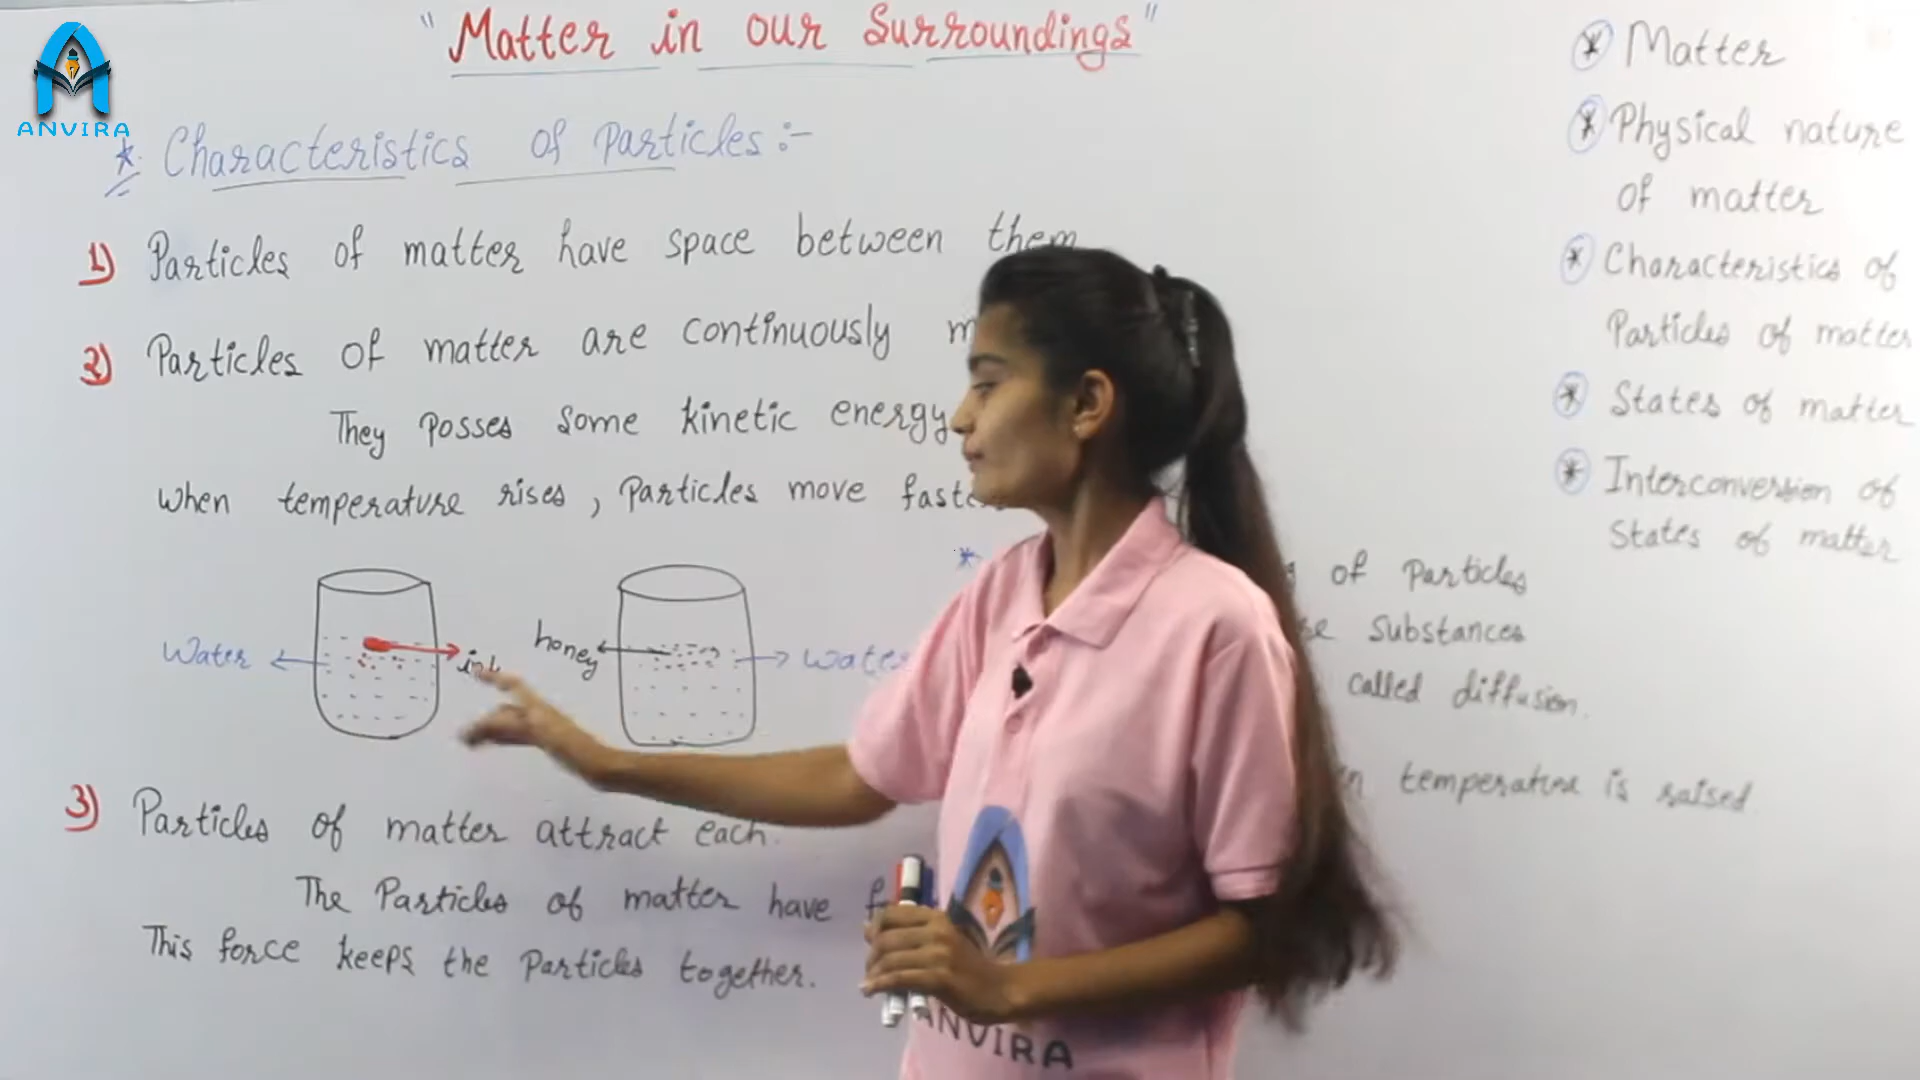 "Matter in our Surroundings"
ANVIRA
* Characteristics of Particles :-
1) Particles of matter have space between them
2) Particles of matter are continuously
They posses some kinetic energy
When temperature rises, Particles move
Water
ink
honey
Water
3) Particles of matter attract each.
The Particles of matter have
This force keeps the Particles together.
*
of Particles
Substances
called diffusion.
temperature is raised
* Matter
* Physical nature
of matter
* Characteristics of
Particles of matter
* States of matter
* Interconversion of
States of matter
ANVIRA